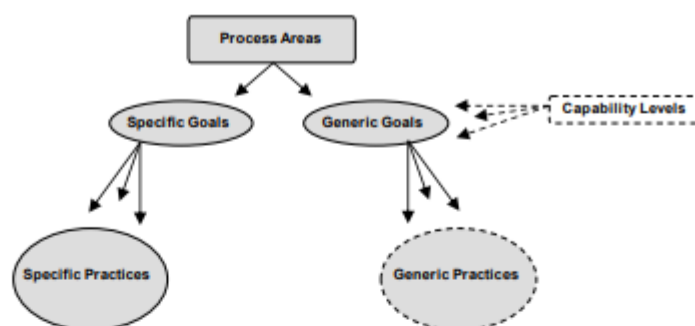 Process Areas
Specific Goals
Generic Goals
Capability Levels
Specific Practices
Generic Practices